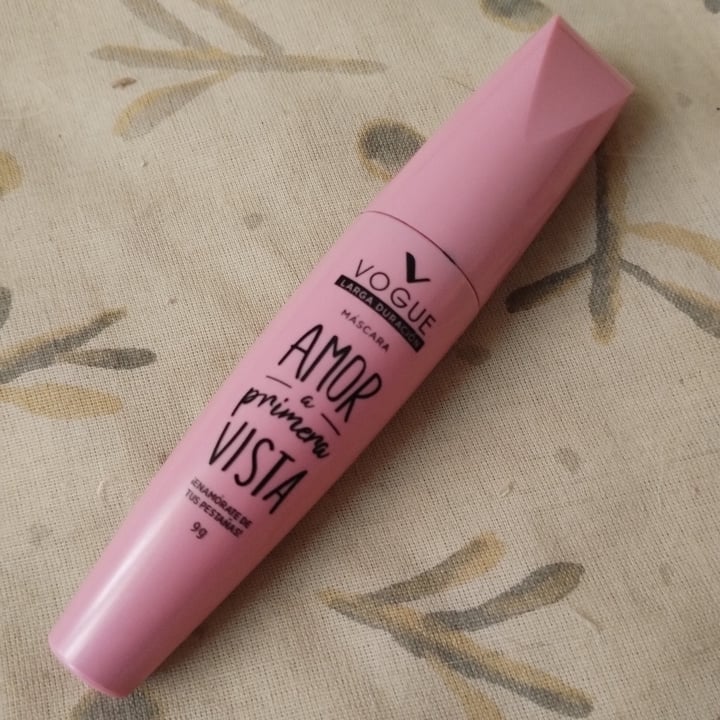 VOGUE
LARGA DURACIÓN
MÁSCARA
AMOR
a
primera
VISTA
¡ENAMÓRATE DE
TUS PESTAÑAS!
9g